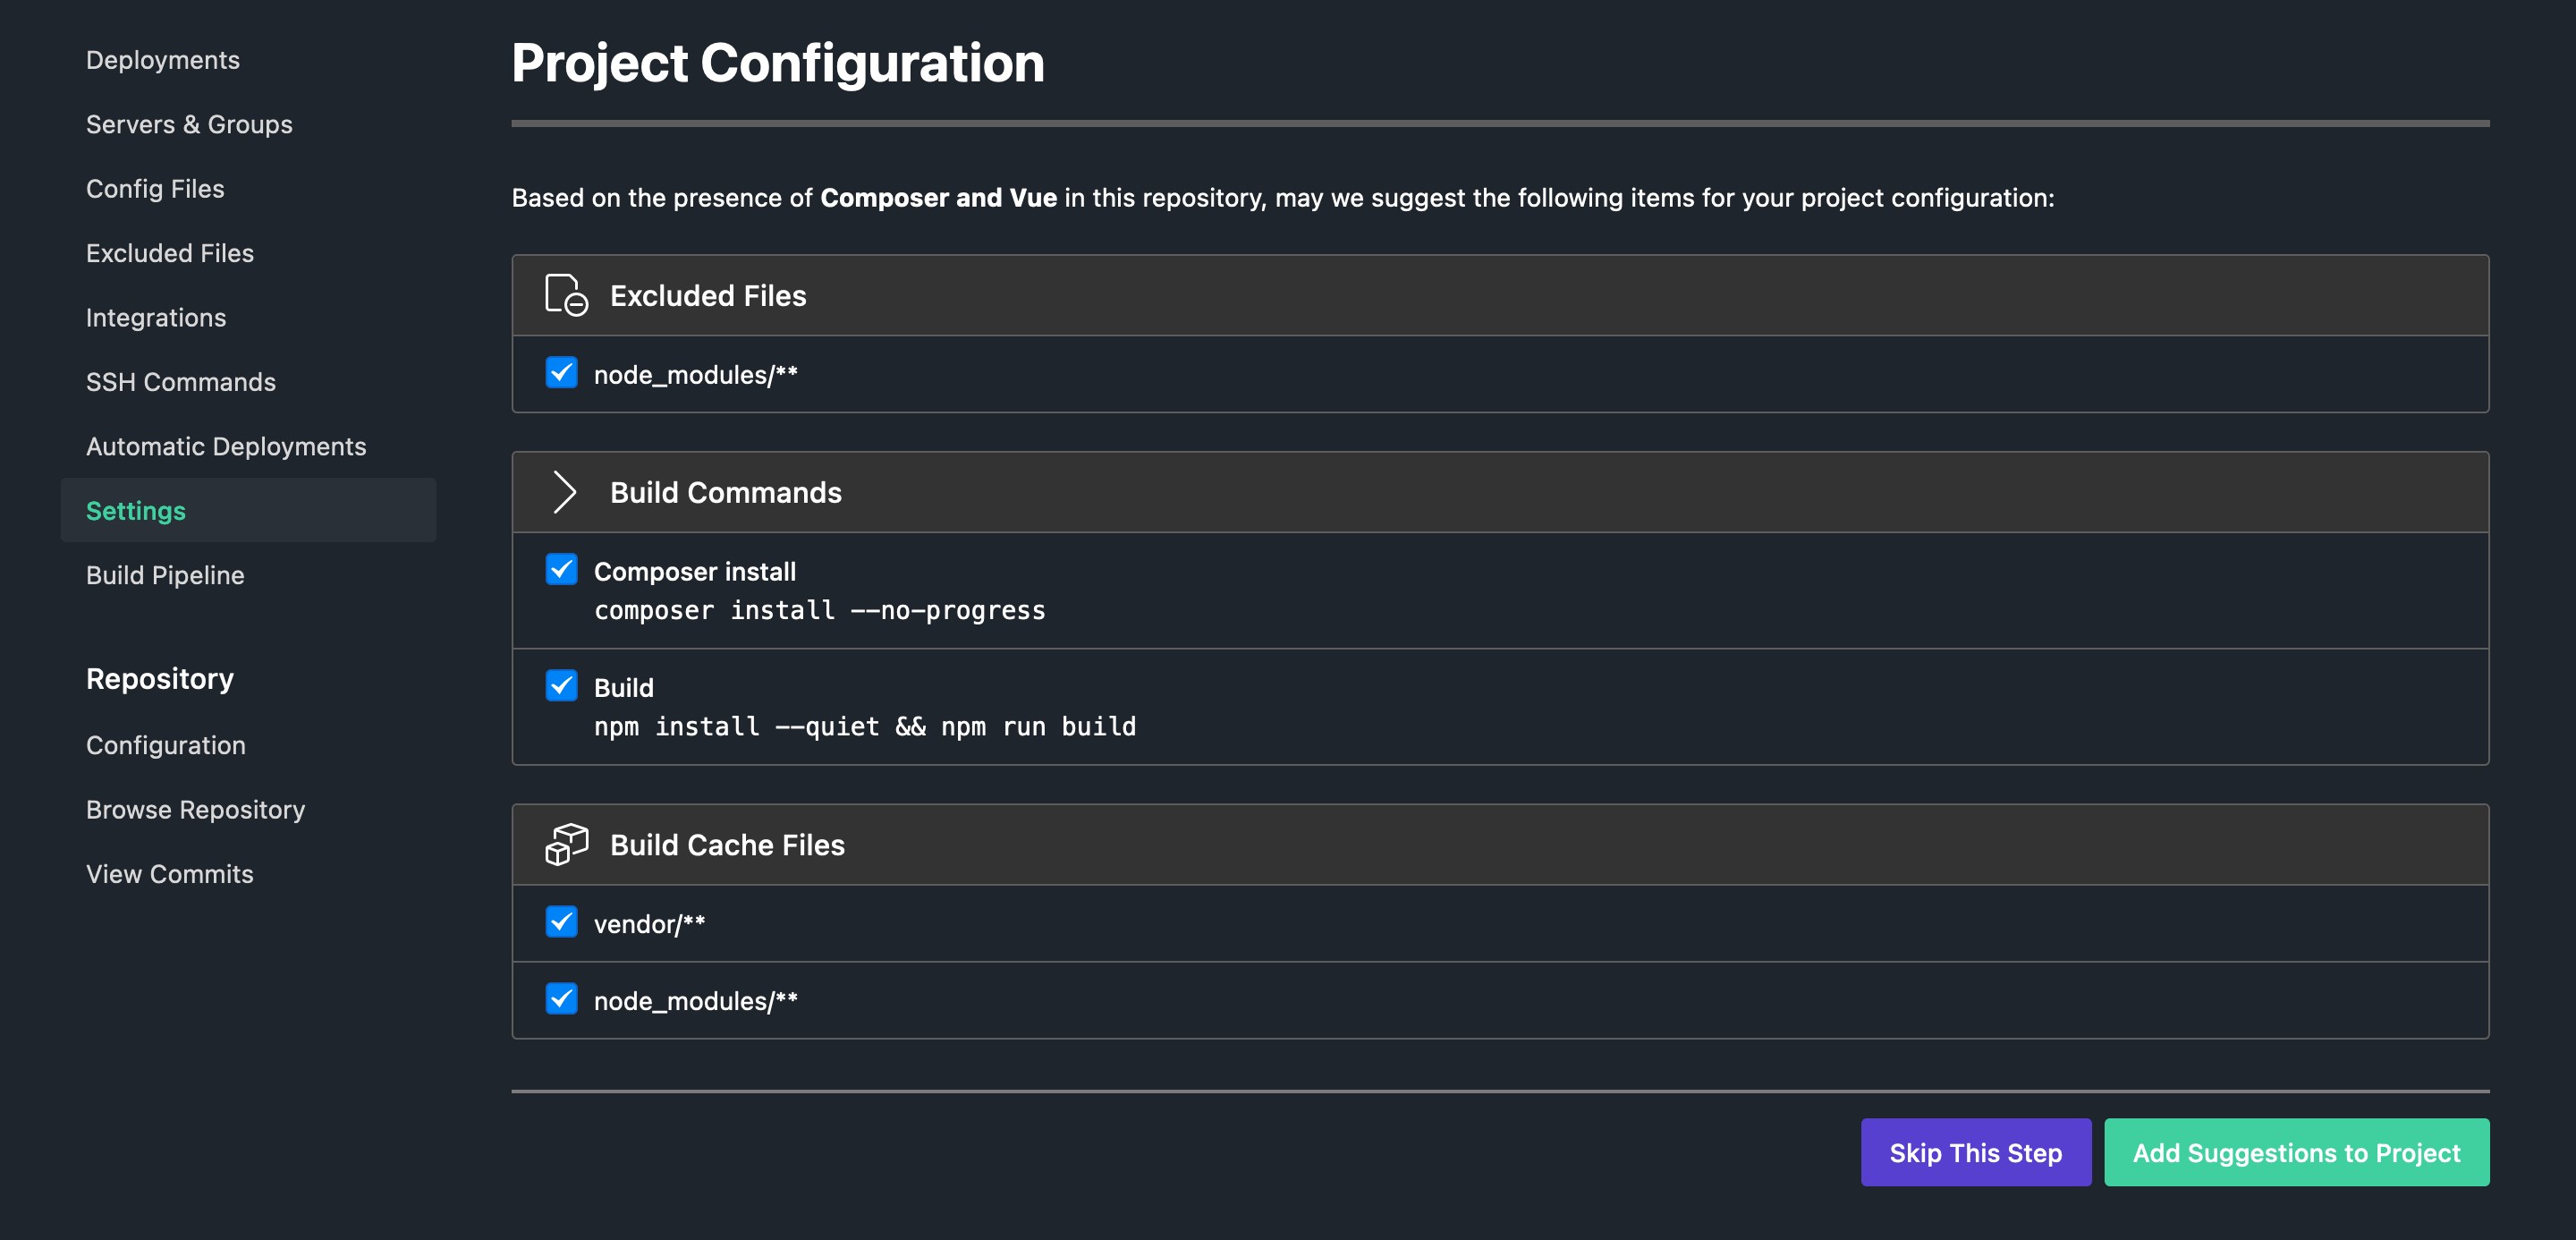 Deployments
Servers & Groups
Config Files
Excluded Files
Integrations
SSH Commands
Automatic Deployments
Settings
Build Pipeline
Repository
Configuration
Browse Repository
View Commits
Project Configuration
Based on the presence of Composer and Vue in this repository, may we suggest the following items for your project configuration:
Excluded Files
node_modules/**
Build Commands
Composer install
composer install --no-progress
Build
npm install --quiet && npm run build
Build Cache Files
vendor/**
node_modules/**
Skip This Step
Add Suggestions to Project